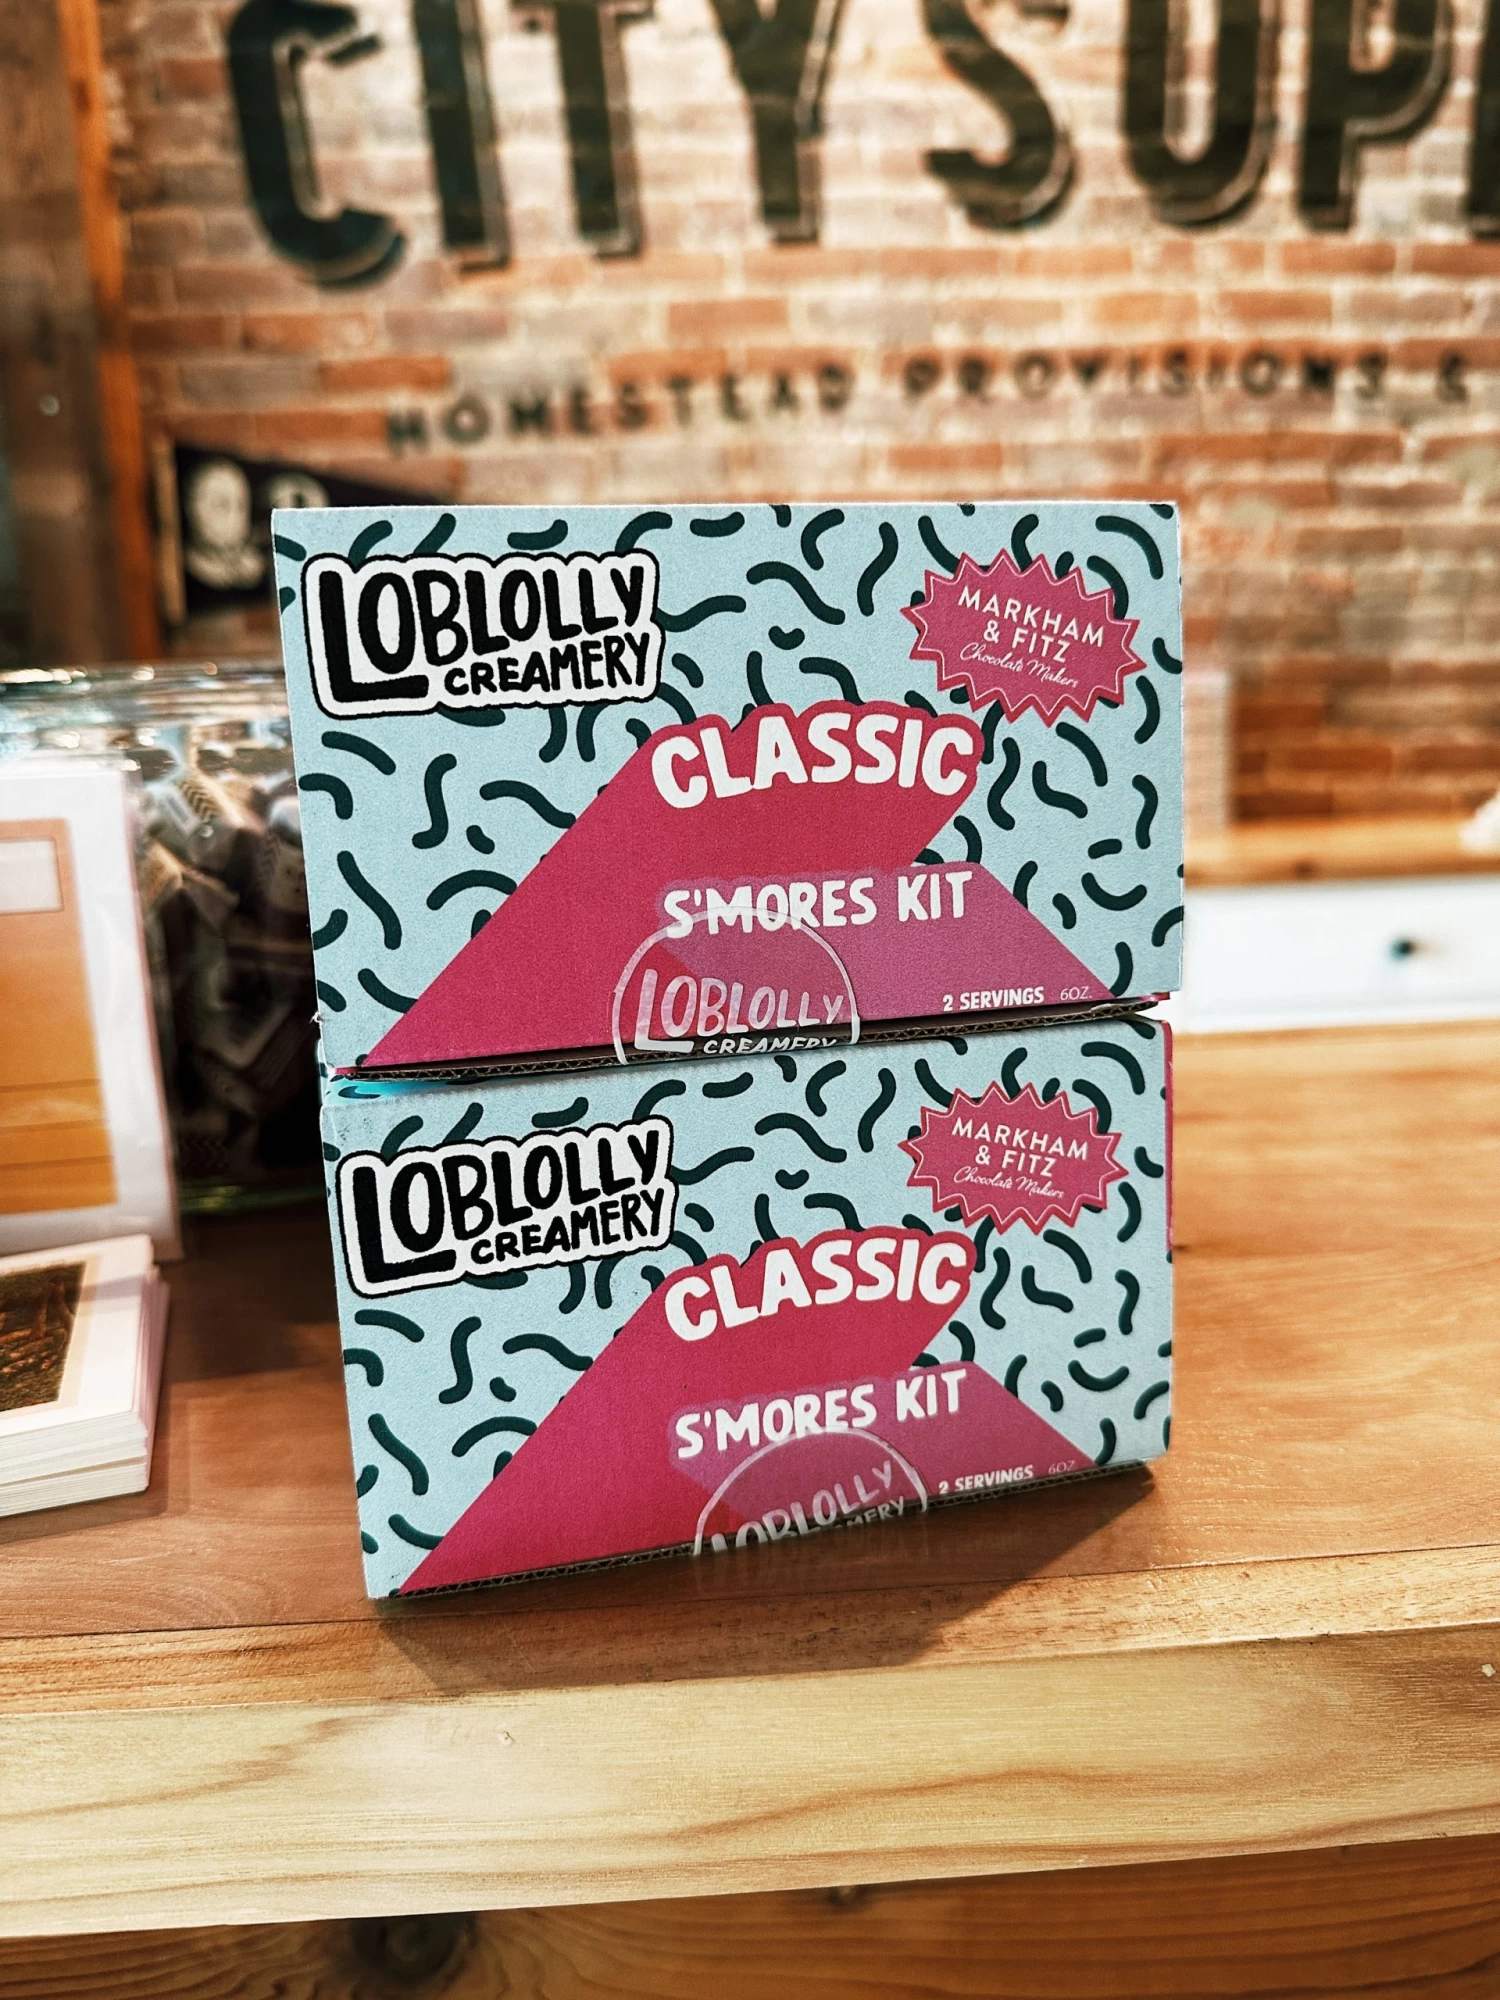 CITY SUP
HOMESTEAD PROVISIONS &
LOBLOLLY
CREAMERY
MARKHAM
& FITZ
Chocolate Makers
CLASSIC
S'MORES KIT
LOBLOLLY
CREAMERY
2 SERVINGS 6OZ.
LOBLOLLY
CREAMERY
MARKHAM
& FITZ
Chocolate Makers
CLASSIC
S'MORES KIT
LOBLOLLY
CREAMERY
2 SERVINGS 6OZ.